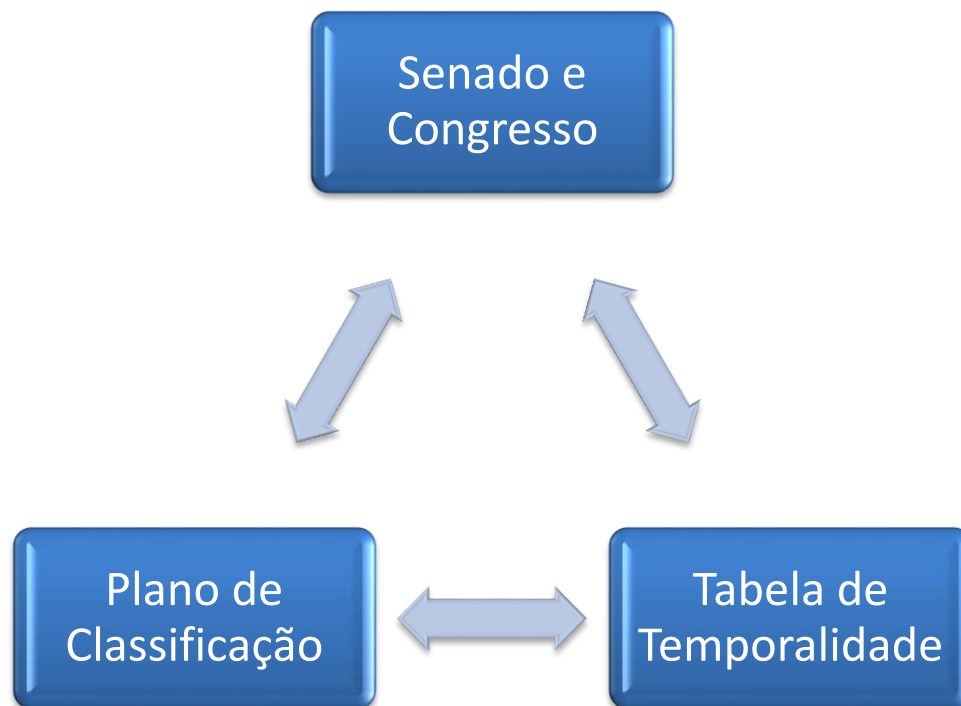 Senado e
Congresso
Plano de
Classificação
Tabela de
Temporalidade